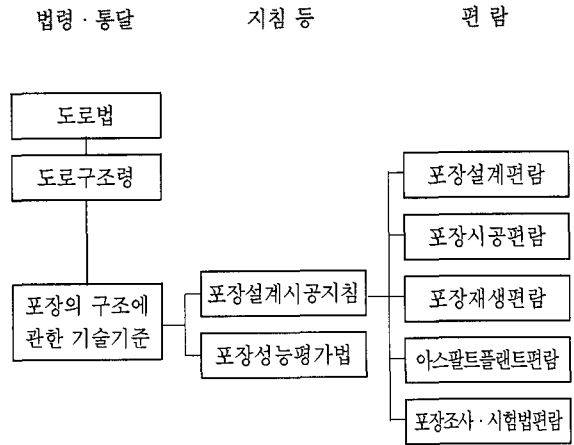 법령 · 통달 지침 등 편 람
도로법
도로구조령
포장의 구조에
관한 기술기준
포장설계시공지침
포장성능평가법
포장설계편람
포장시공편람
포장재생편람
아스팔트플랜트편람
포장조사 · 시험법편람